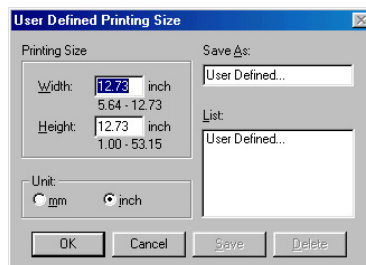 User Defined Printing Size
Printing Size
Width: 12.73 inch
5.64 - 12.73
Height: 12.73 inch
1.00 - 53.15
Unit:
mm inch
Save As:
User Defined...
List:
User Defined...
OK Cancel Save Delete